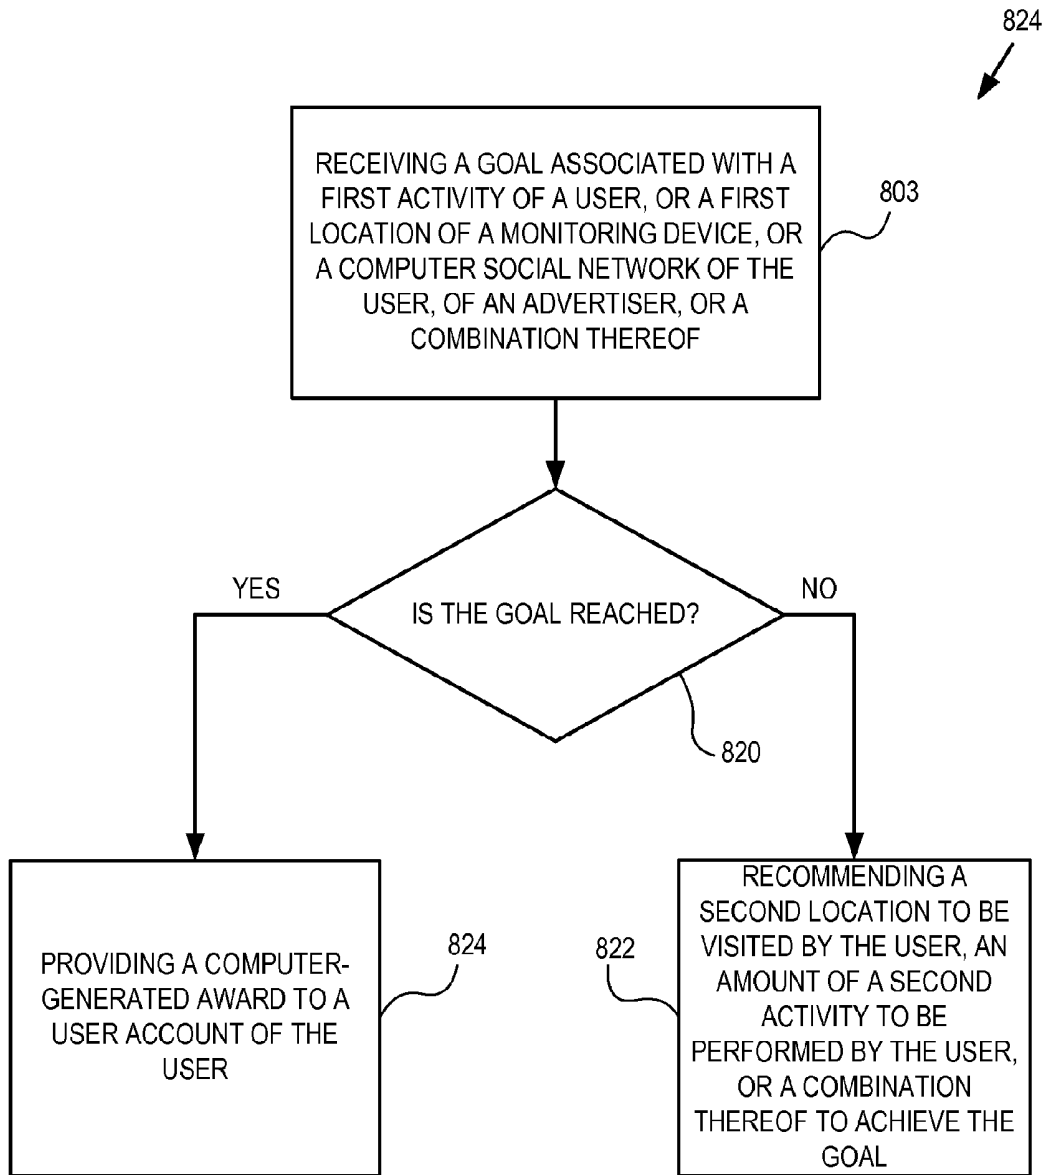 824
RECEIVING A GOAL ASSOCIATED WITH A
FIRST ACTIVITY OF A USER, OR A FIRST
LOCATION OF A MONITORING DEVICE, OR
A COMPUTER SOCIAL NETWORK OF THE
USER, OF AN ADVERTISER, OR A
COMBINATION THEREOF
803
YES
IS THE GOAL REACHED?
NO
820
PROVIDING A COMPUTER-
GENERATED AWARD TO A
USER ACCOUNT OF THE
USER
824
822
RECOMMENDING A
SECOND LOCATION TO BE
VISITED BY THE USER, AN
AMOUNT OF A SECOND
ACTIVITY TO BE
PERFORMED BY THE USER,
OR A COMBINATION
THEREOF TO ACHIEVE THE
GOAL